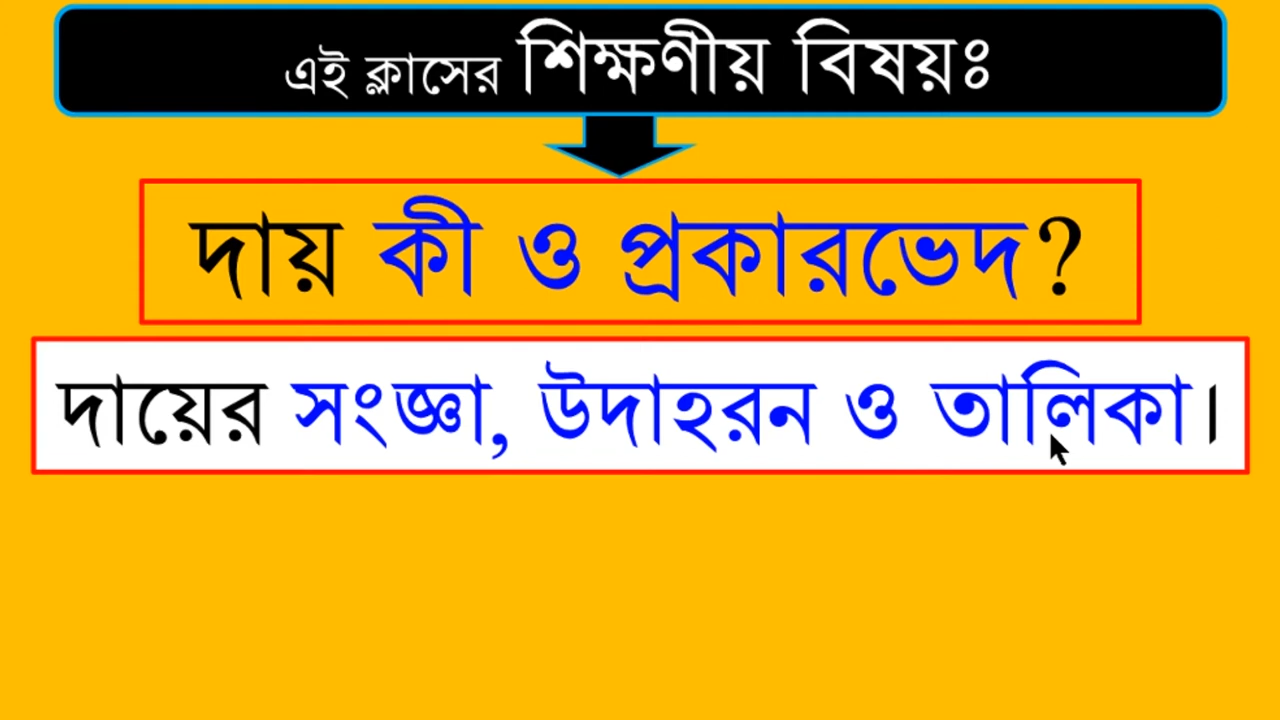 এই ক্লাসের শিক্ষণীয় বিষয়ঃ
দায় কী ও প্রকারভেদ?
দায়ের সংজ্ঞা, উদাহরন ও তালিকা।